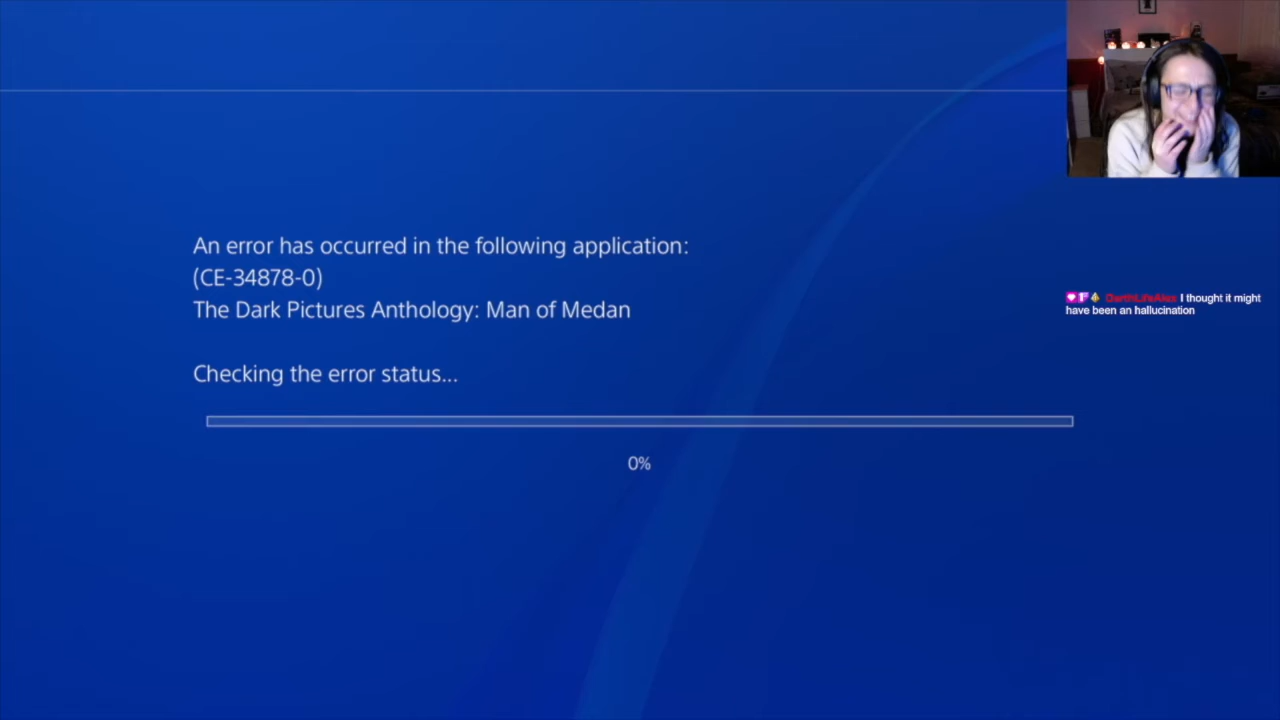 An error has occurred in the following application:
(CE-34878-0)
The Dark Pictures Anthology: Man of Medan
Checking the error status...
0%
I thought it might
have been an hallucination